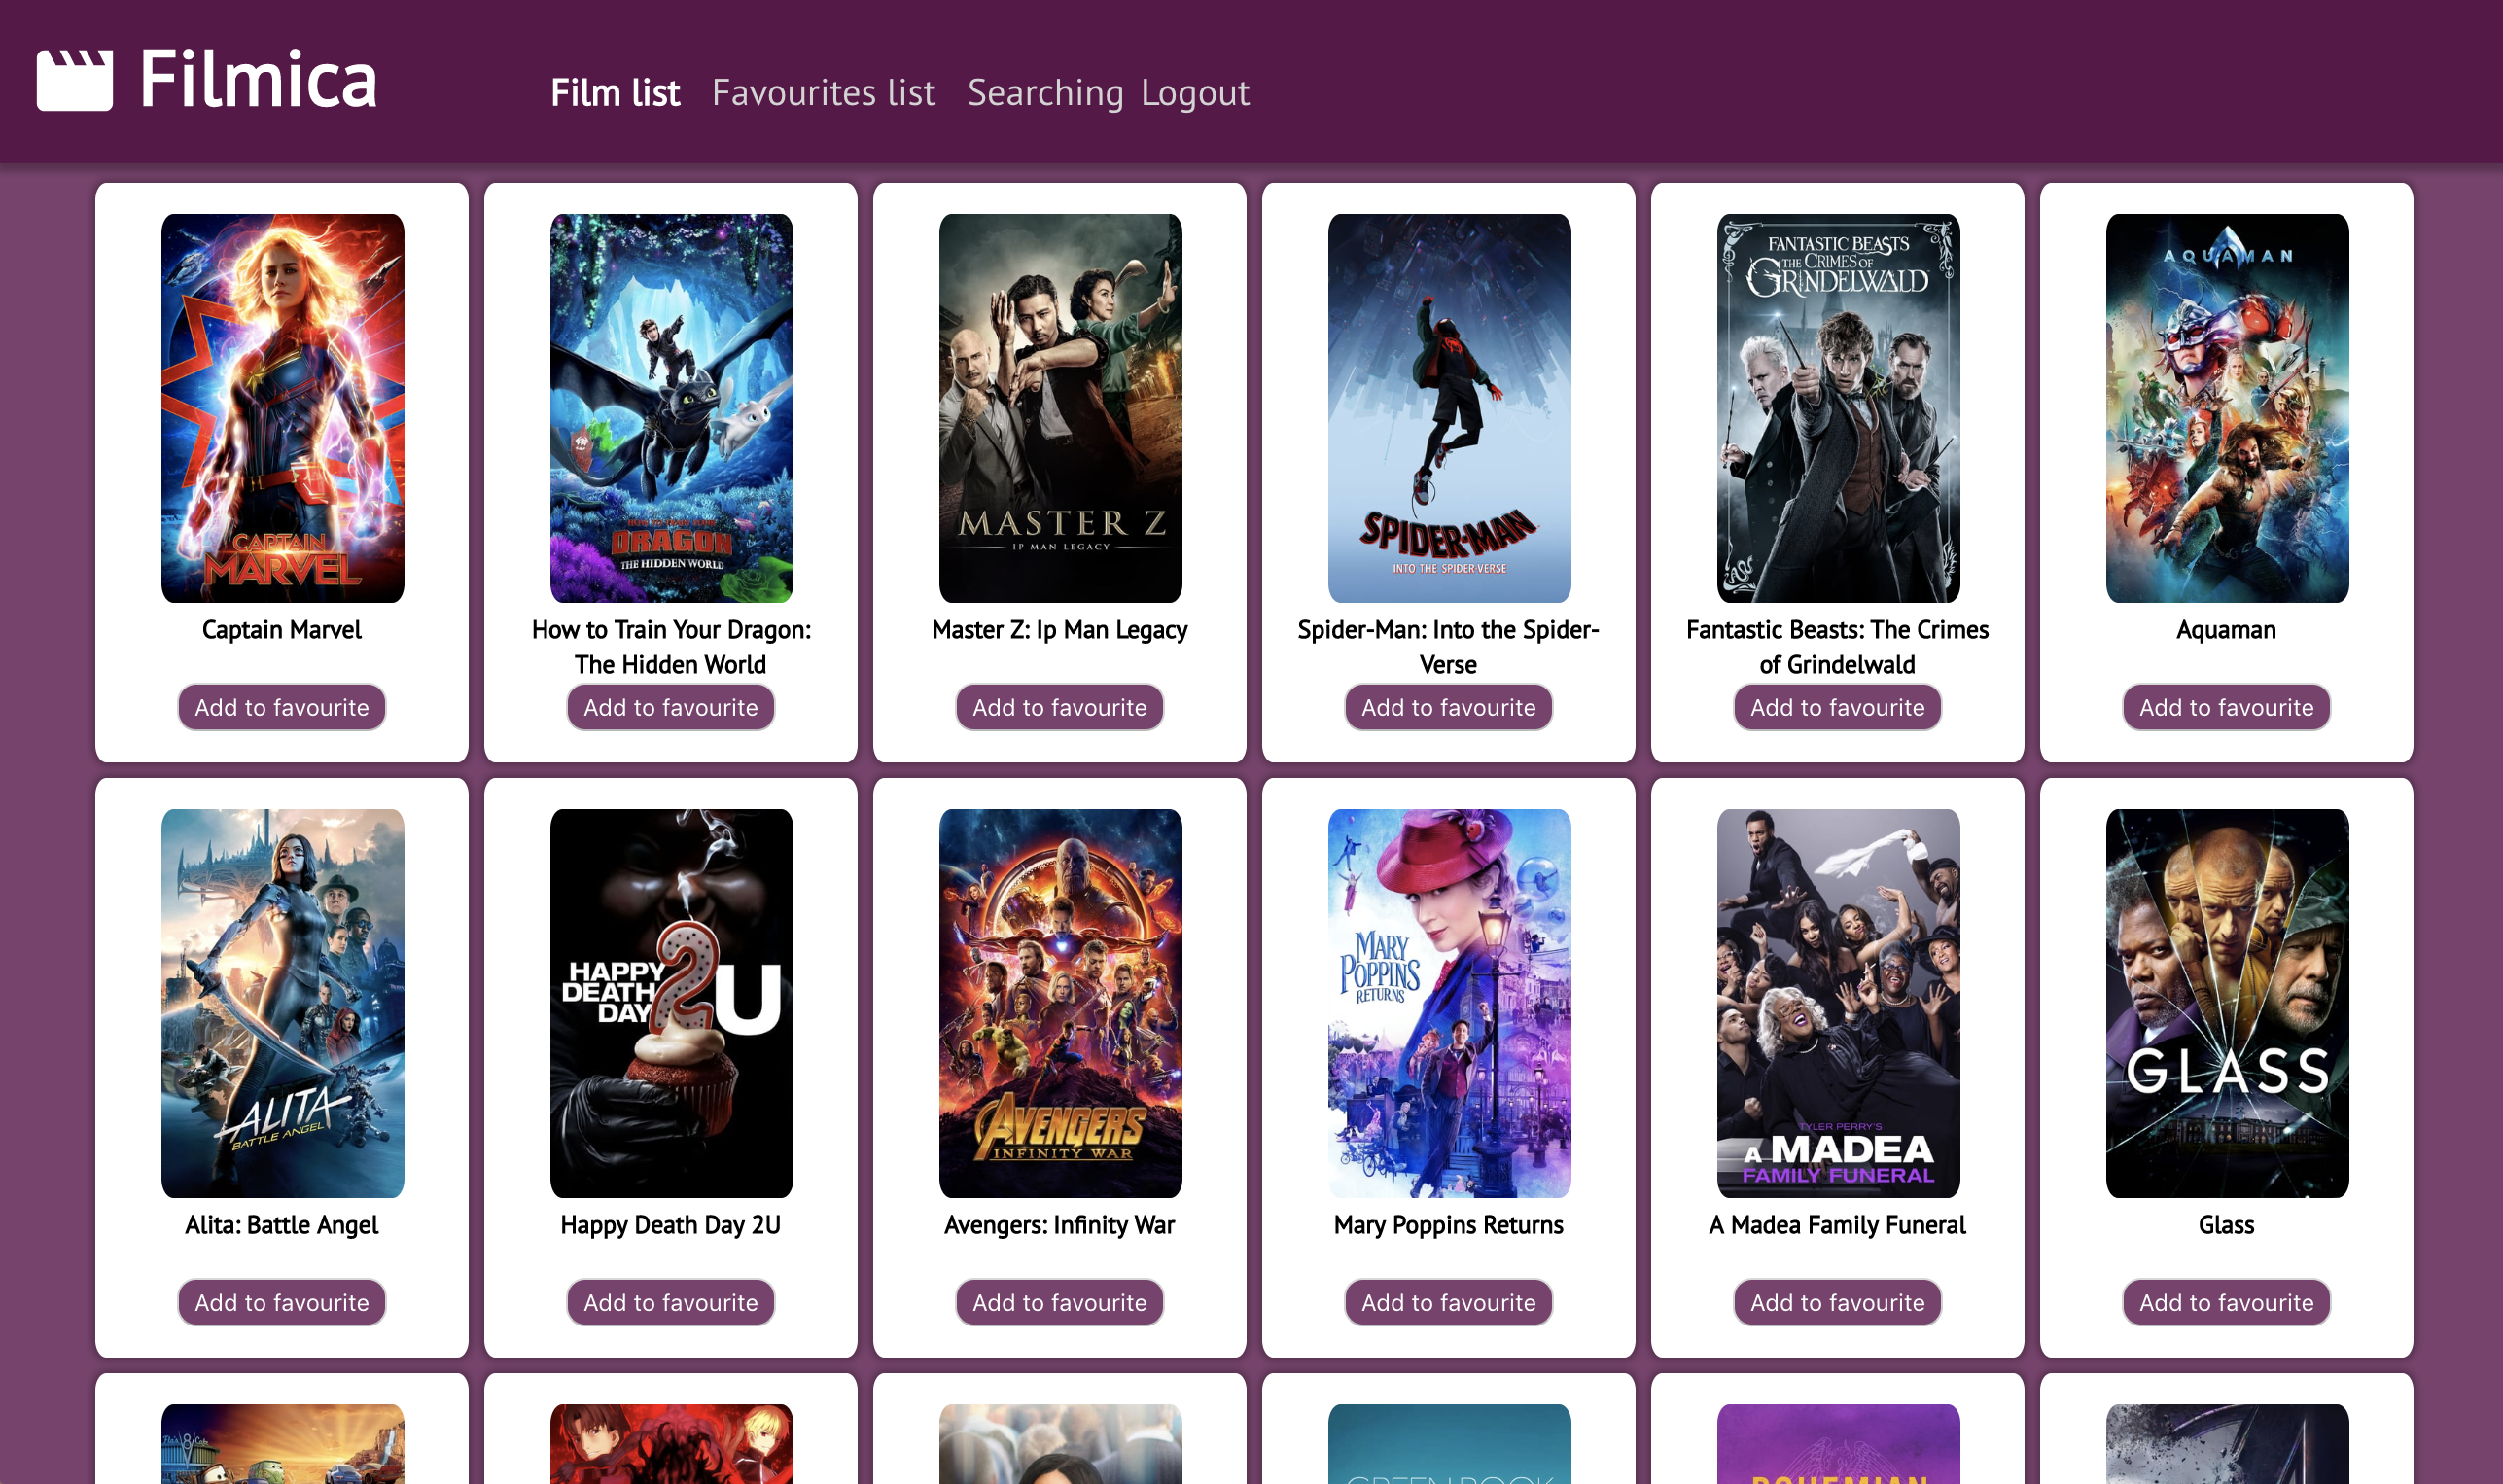 Filmica
Film list Favourites list Searching Logout
CAPTAIN
MARVEL
HOW TO TRAIN YOUR
DRAGON
THE HIDDEN WORLD
MASTER Z
IP MAN LEGACY
SPIDER-MAN
INTO THE SPIDER-VERSE
FANTASTIC BEASTS
THE CRIMES OF
GRINDELWALD
AQUAMAN
Captain Marvel
How to Train Your Dragon:
The Hidden World
Master Z: Ip Man Legacy
Spider-Man: Into the Spider-
Verse
Fantastic Beasts: The Crimes
of Grindelwald
Aquaman
Add to favourite
Add to favourite
Add to favourite
Add to favourite
Add to favourite
Add to favourite
ALITA
BATTLE ANGEL
HAPPY
DEATH
DAY 2U
AVENGERS
INFINITY WAR
MARY
POPPINS
RETURNS
TYLER PERRY'S
A MADEA
FAMILY FUNERAL
GLASS
Alita: Battle Angel
Happy Death Day 2U
Avengers: Infinity War
Mary Poppins Returns
A Madea Family Funeral
Glass
Add to favourite
Add to favourite
Add to favourite
Add to favourite
Add to favourite
Add to favourite
GREEN BOOK
BOHEMIAN